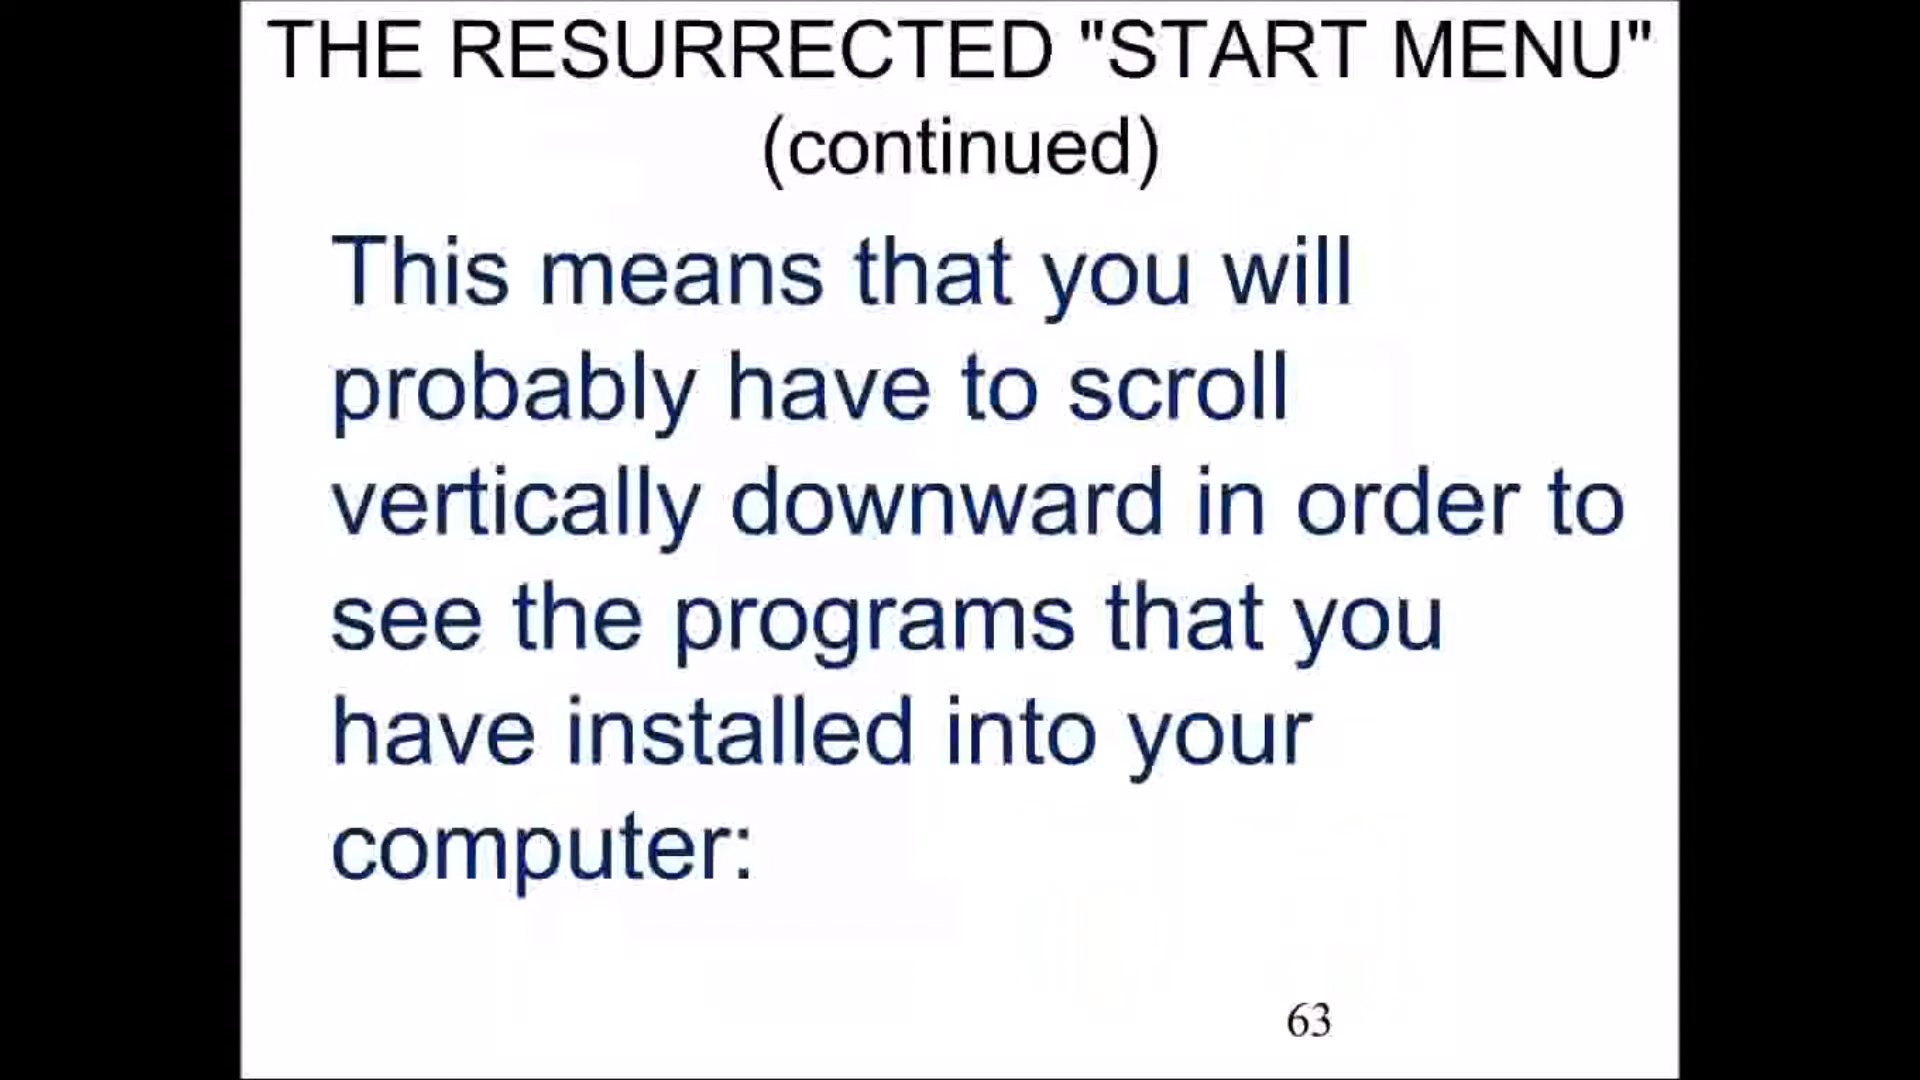 THE RESURRECTED "START MENU"
(continued)
This means that you will
probably have to scroll
vertically downward in order to
see the programs that you
have installed into your
computer:
63